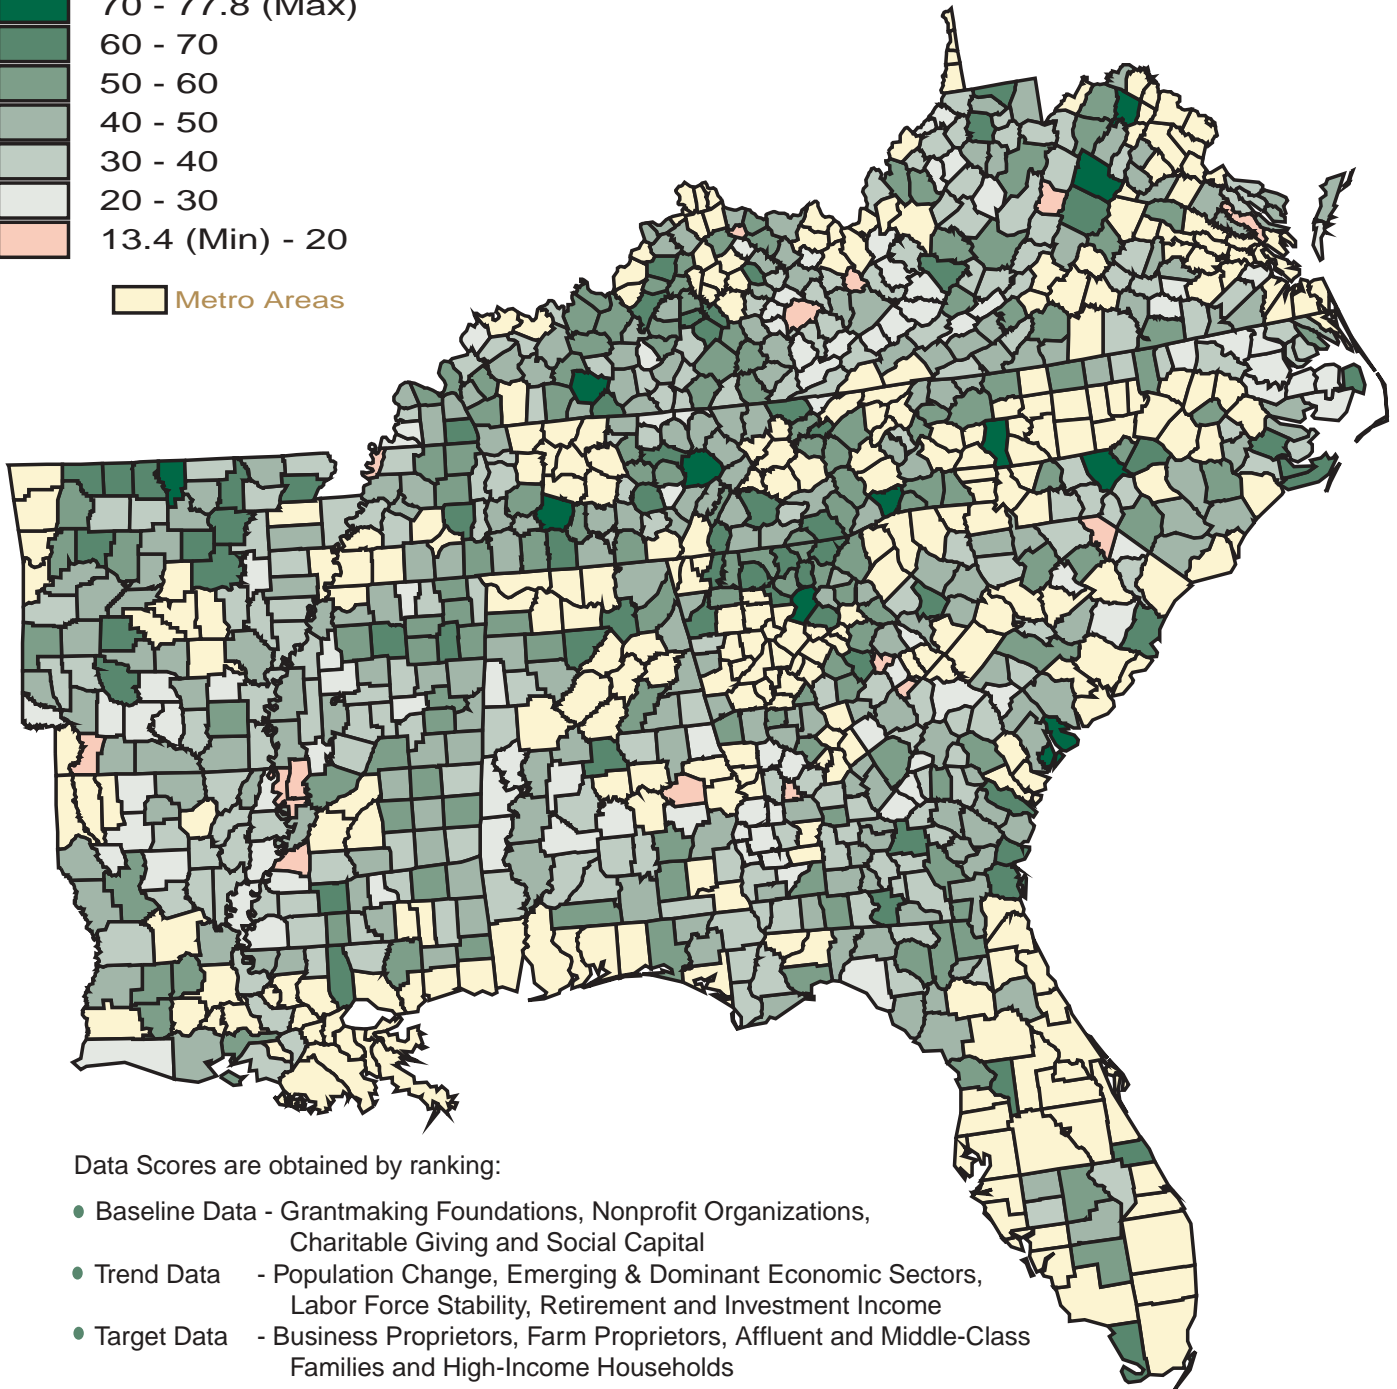 70 - 77.8 (Max)
60 - 70
50 - 60
40 - 50
30 - 40
20 - 30
13.4 (Min) - 20
Metro Areas
Data Scores are obtained by ranking:
• Baseline Data - Grantmaking Foundations, Nonprofit Organizations,
Charitable Giving and Social Capital
• Trend Data - Population Change, Emerging & Dominant Economic Sectors,
Labor Force Stability, Retirement and Investment Income
• Target Data - Business Proprietors, Farm Proprietors, Affluent and Middle-Class
Families and High-Income Households